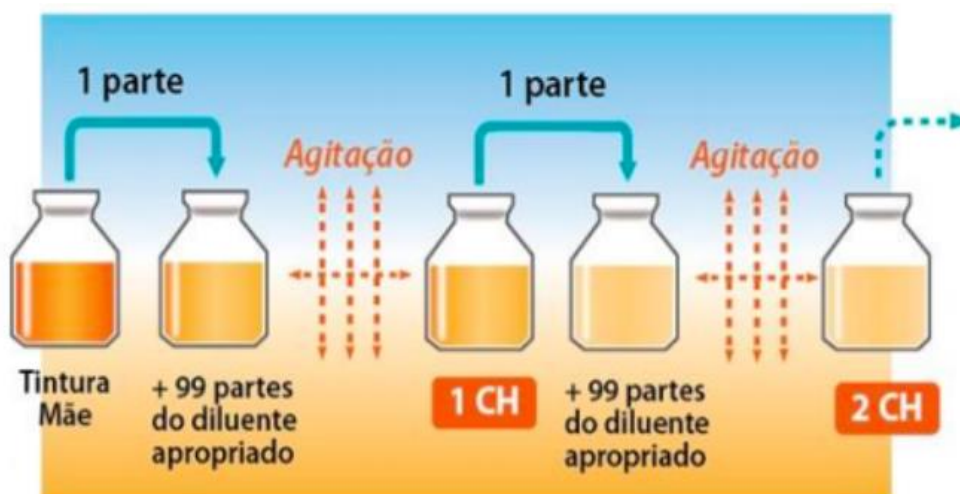 1 parte
1 parte
Agitação
Agitação
Tintura
Mãe
+ 99 partes
do diluente
apropriado
1 CH
+ 99 partes
do diluente
apropriado
2 CH